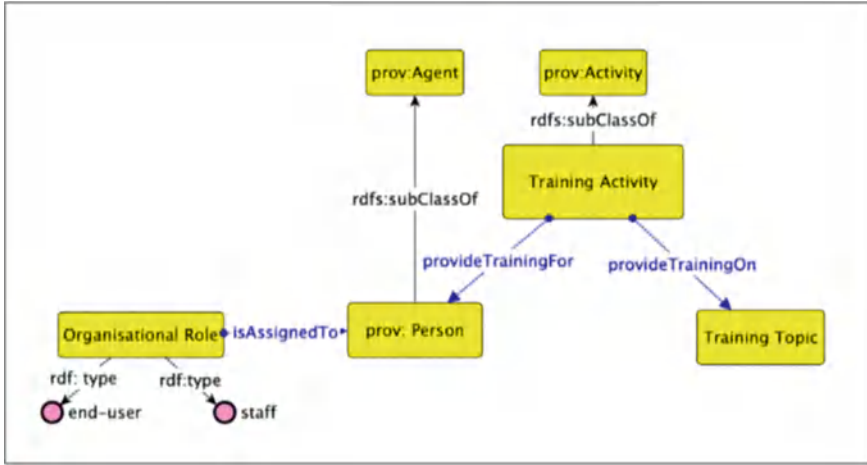 prov:Agent
prov:Activity
rdfs:subClassOf
Training Activity
rdfs:subClassOf
provideTrainingFor
provideTrainingOn
Organisational Role
isAssignedTo
prov: Person
Training Topic
rdf: type
rdf:type
end-user
staff